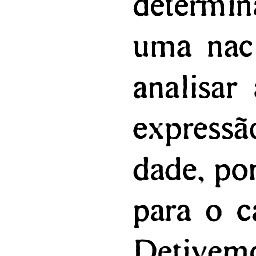 determina
uma nac
analisar
expressão
dade, por
para o ca
Detivemo